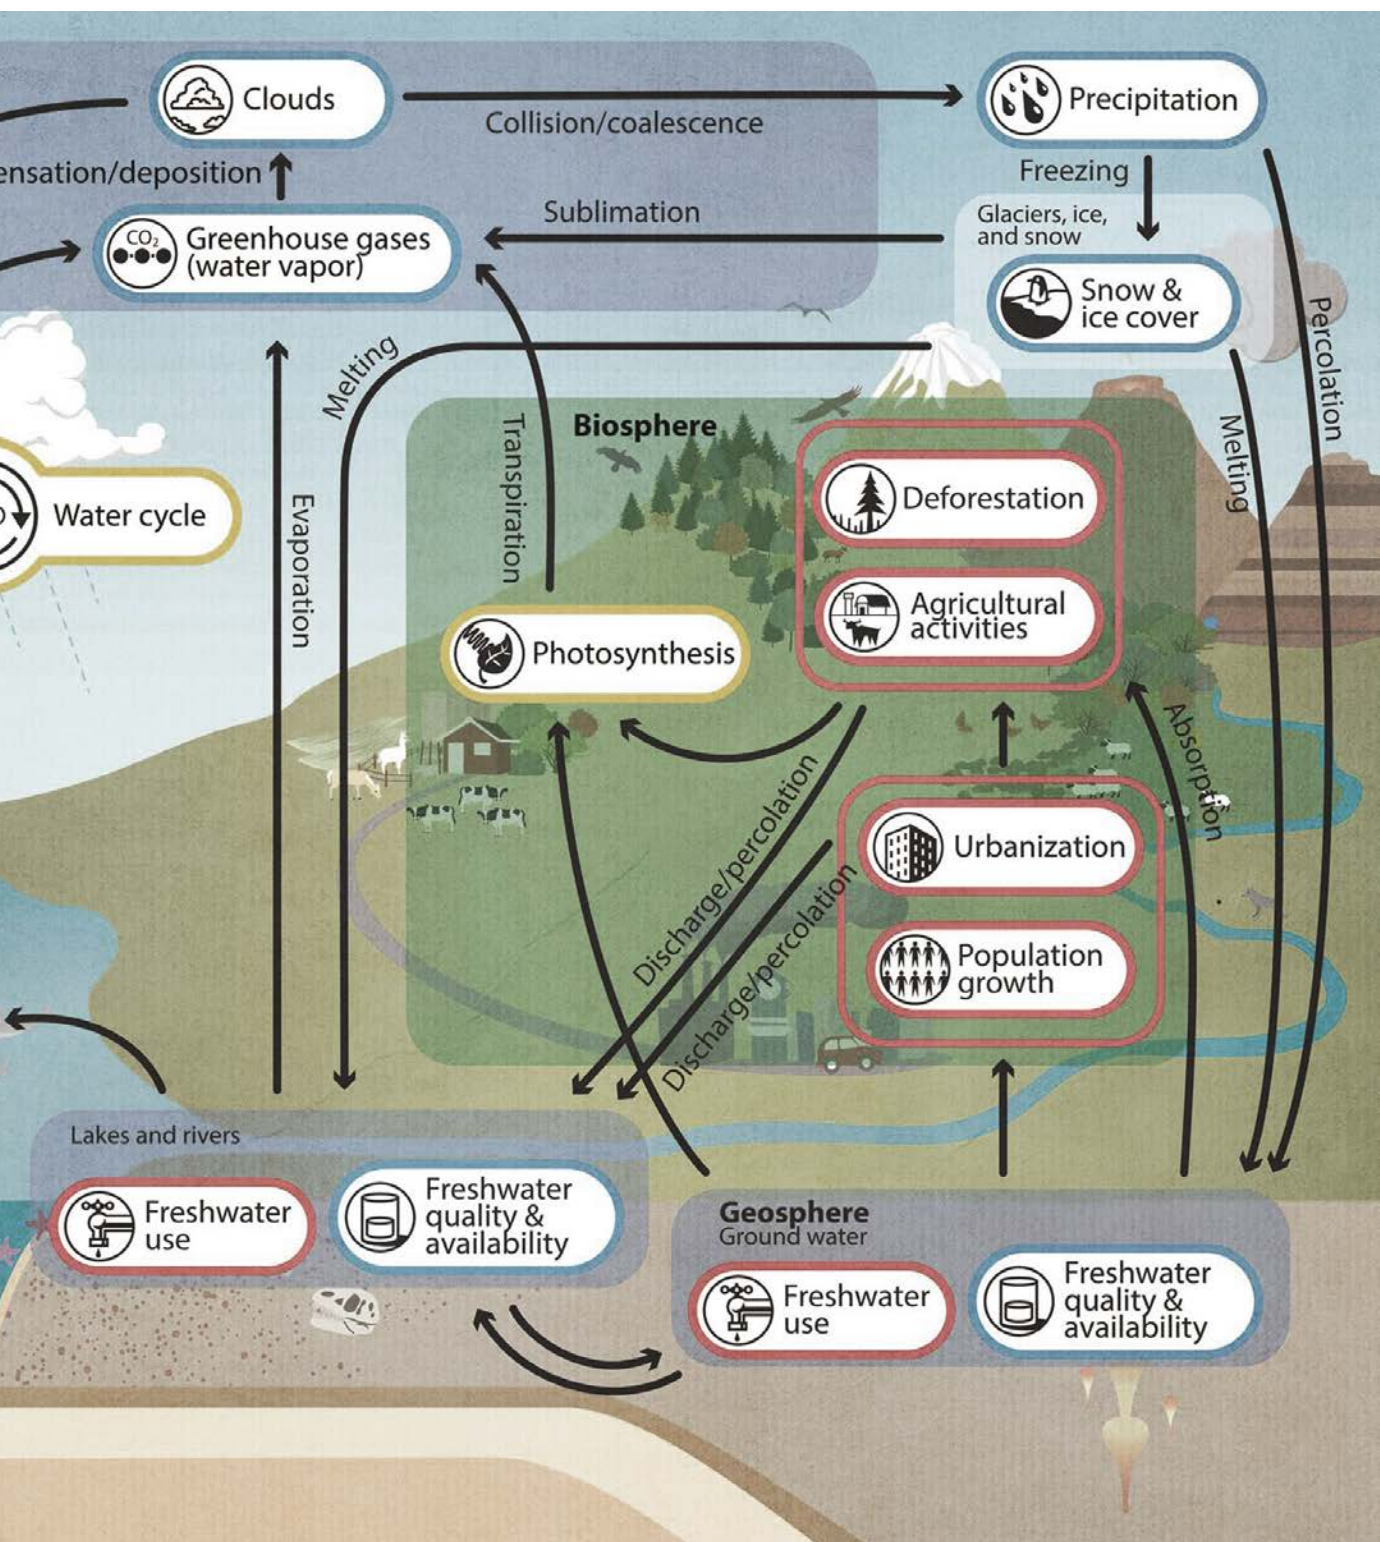 Clouds
Collision/coalescence
Precipitation
ensation/deposition
Freezing
CO₂
Greenhouse gases
(water vapor)
Sublimation
Glaciers, ice,
and snow
Snow &
ice cover
Percolation
Melting
Melting
Transpiration
Evaporation
Biosphere
Water cycle
Deforestation
Agricultural
activities
Photosynthesis
Absorption
Discharge/percolation
Discharge/percolation
Urbanization
Population
growth
Lakes and rivers
Freshwater
use
Freshwater
quality &
availability
Geosphere
Ground water
Freshwater
use
Freshwater
quality &
availability